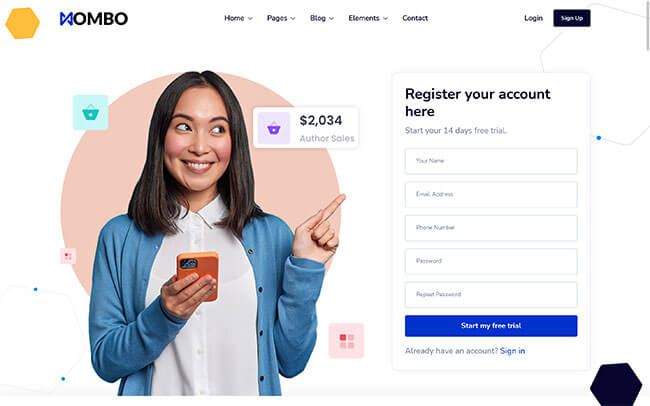 MOMBO
Home Pages Blog Elements Contact Login Sign Up
$2,034
Author Sales
Register your account
here
Start your 14 days free trial.
Your Name
Email Address
Phone Number
Password
Repeat Password
Start my free trial
Already have an account? Sign in